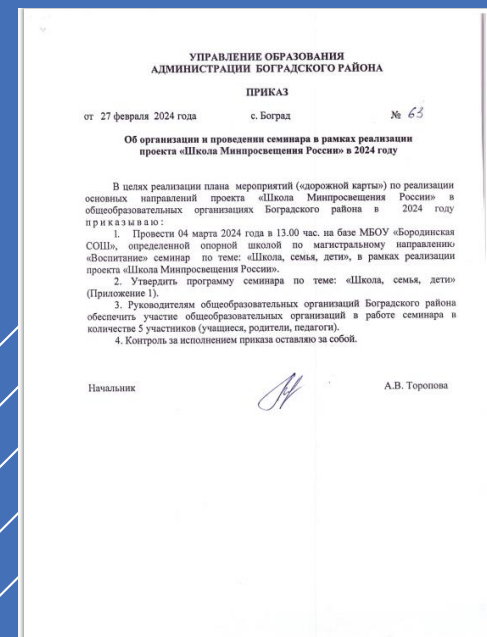 УПРАВЛЕНИЕ ОБРАЗОВАНИЯ
АДМИНИСТРАЦИИ БОГРАДСКОГО РАЙОНА
ПРИКАЗ
от 27 февраля 2024 года с. Боград № 63
Об организации и проведении семинара в рамках реализации
проекта «Школа Минпросвещения России» в 2024 году
В целях реализации плана мероприятий («дорожной карты») по реализации
основных направлений проекта «Школа Минпросвещения России» в
общеобразовательных организациях Боградского района в 2024 году
п р и к а з ы в а ю :
1. Провести 04 марта 2024 года в 13.00 час. на базе МБОУ «Бородинская
СОШ», определенной опорной школой по магистральному направлению
«Воспитание» семинар по теме: «Школа, семья, дети», в рамках реализации
проекта «Школа Минпросвещения России».
2. Утвердить программу семинара по теме: «Школа, семья, дети»
(Приложение 1).
3. Руководителям общеобразовательных организаций Боградского района
обеспечить участие общеобразовательных организаций в работе семинара в
количестве 5 участников (учащиеся, родители, педагоги).
4. Контроль за исполнением приказа оставляю за собой.
Начальник А.В. Торопова